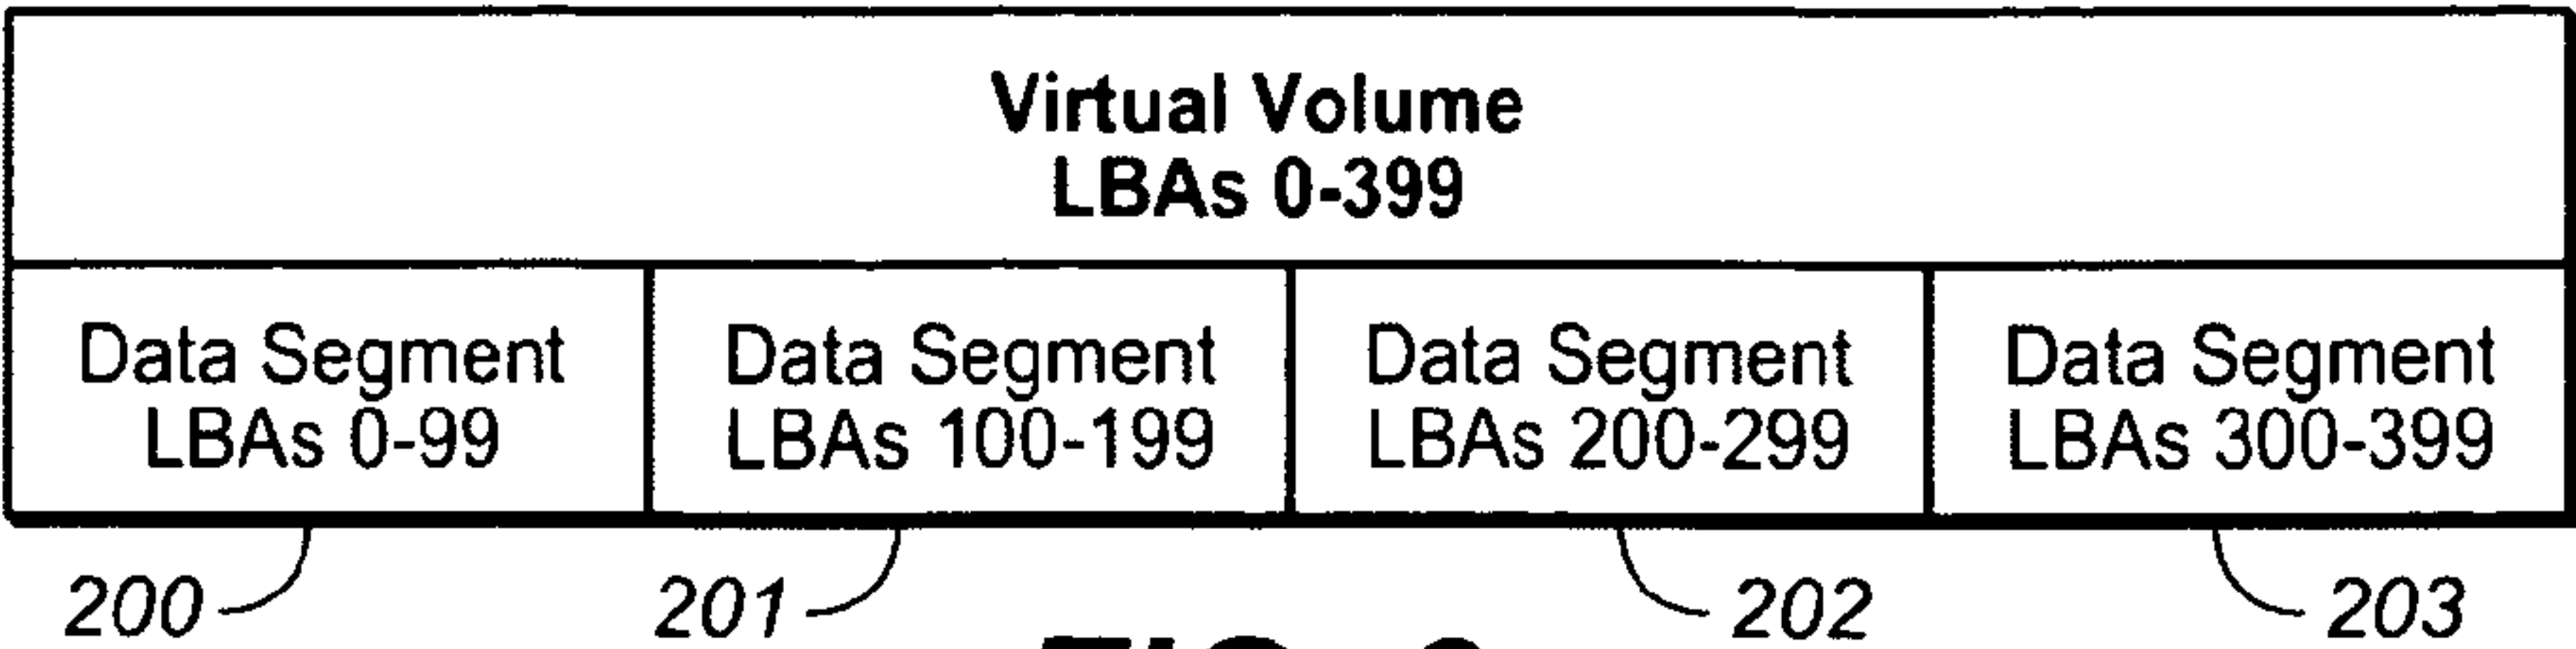 Virtual Volume
LBAs 0-399
Data Segment
LBAs 0-99
Data Segment
LBAs 100-199
Data Segment
LBAs 200-299
Data Segment
LBAs 300-399
200
201
202
203